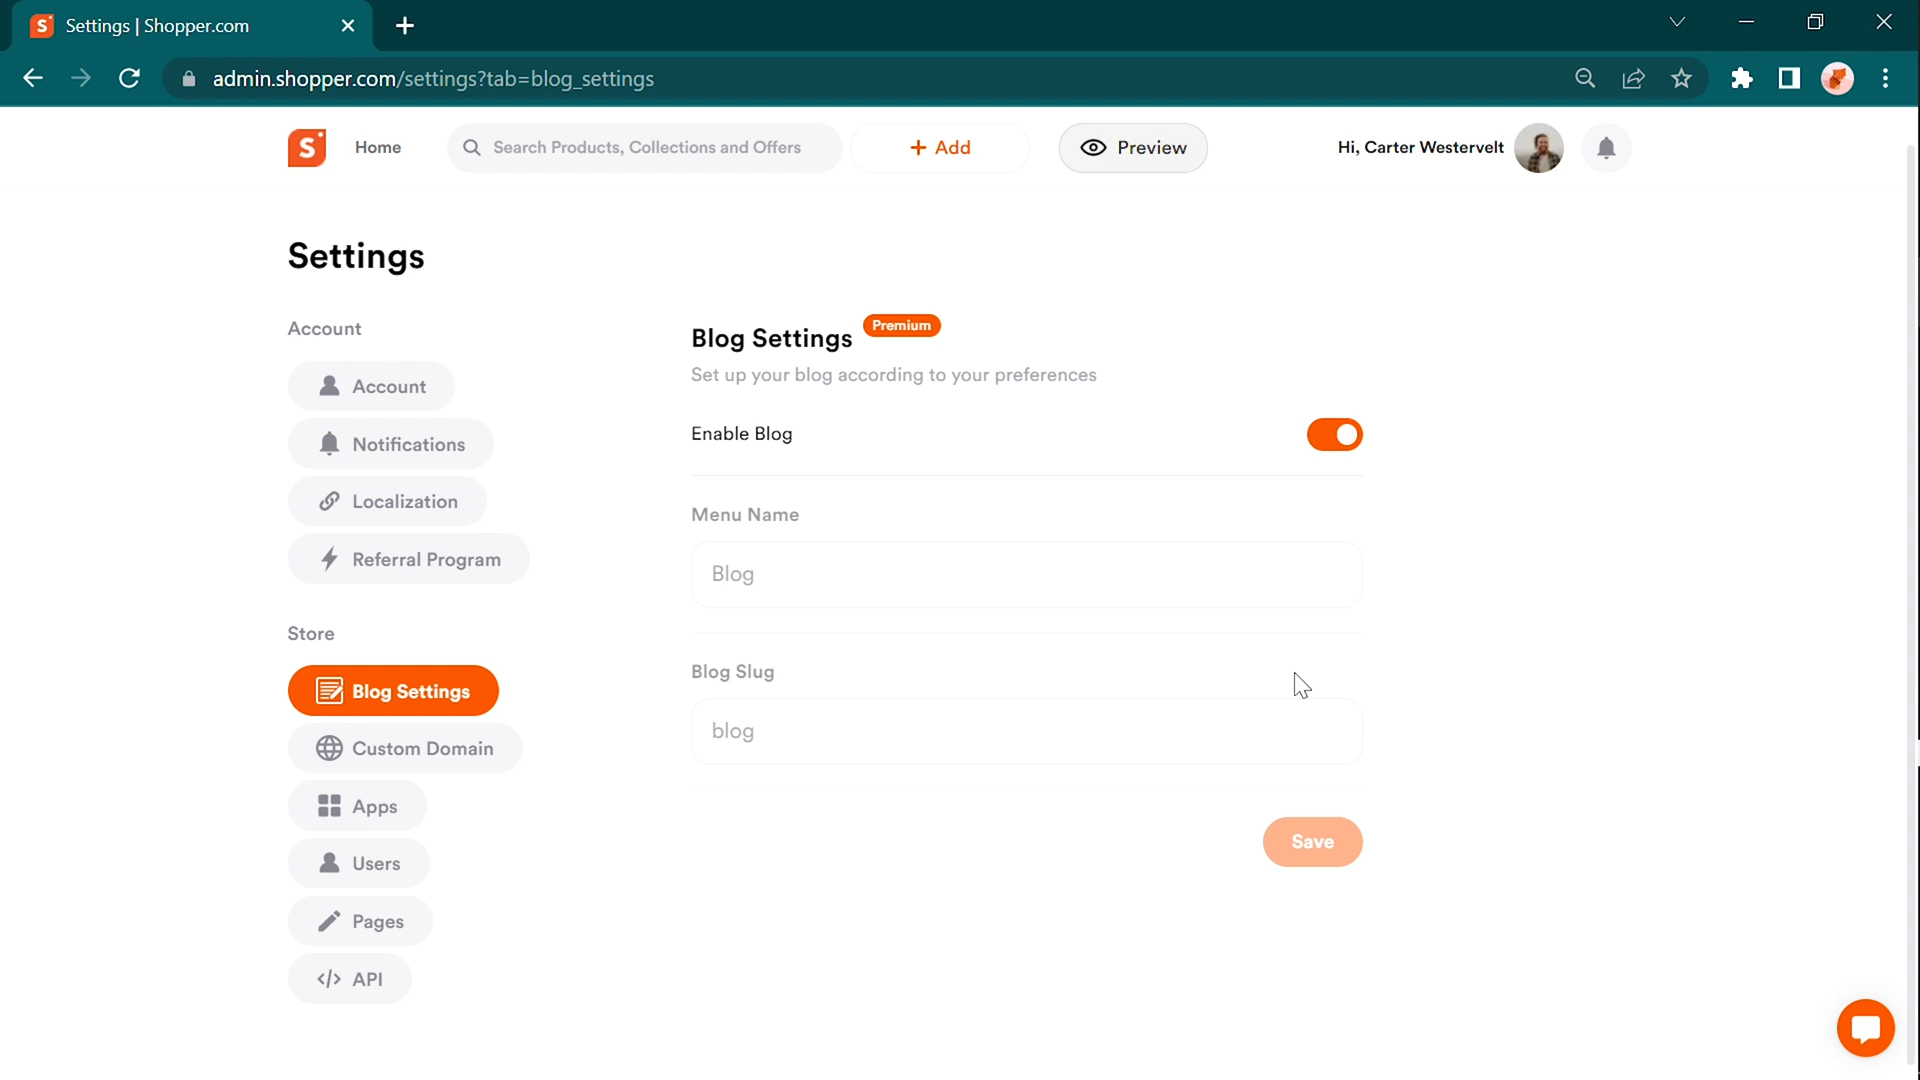 S Settings | Shopper.com
admin.shopper.com/settings?tab=blog_settings
S Home Search Products, Collections and Offers + Add Preview Hi, Carter Westervelt
Settings
Account
Account
Notifications
Localization
Referral Program
Store
Blog Settings
Custom Domain
Apps
Users
Pages
</> API
Blog Settings Premium
Set up your blog according to your preferences
Enable Blog
Menu Name
Blog
Blog Slug
blog
Save